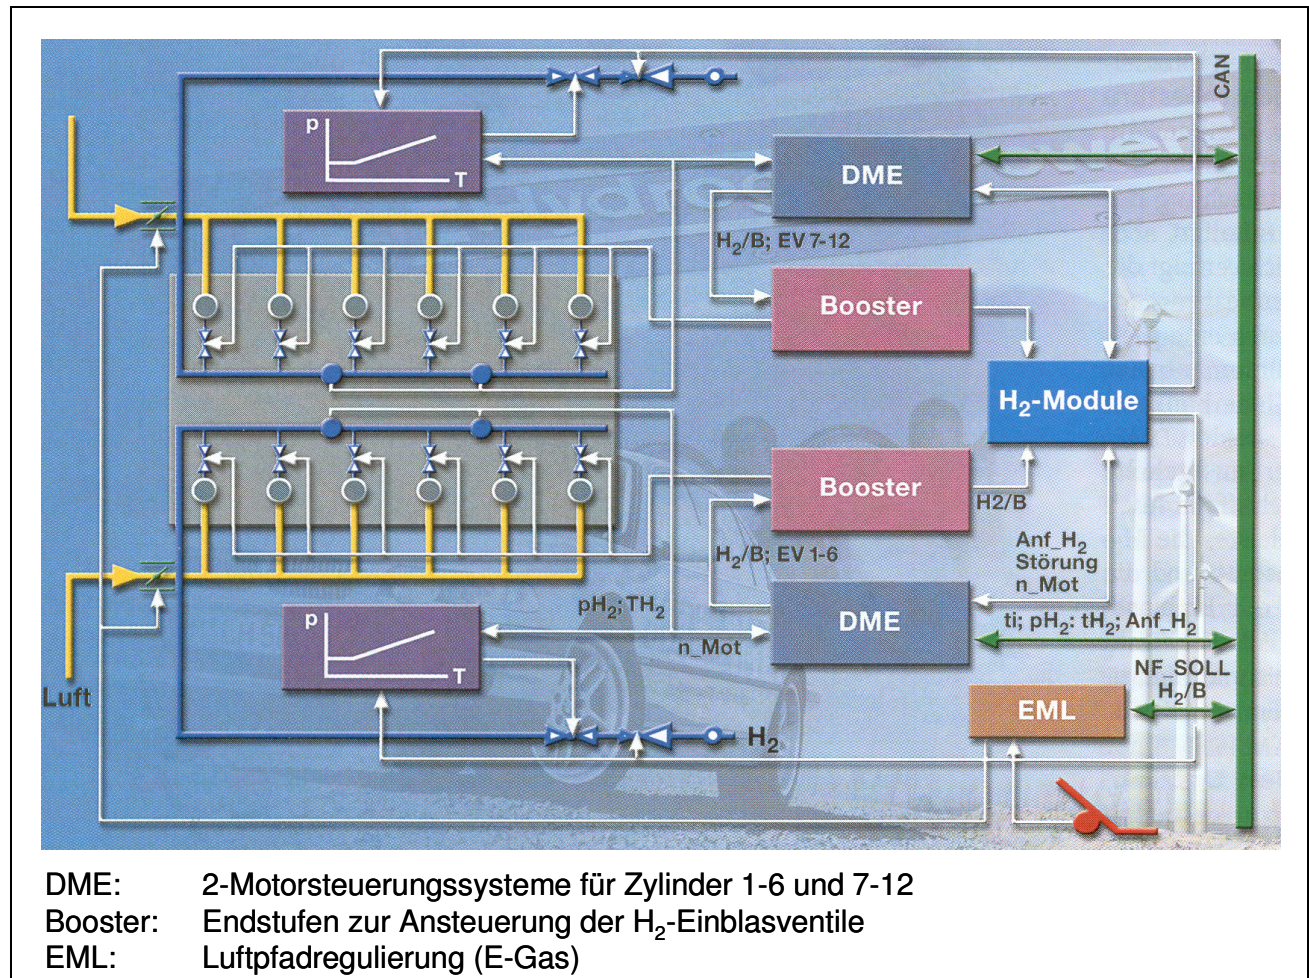 CAN
p
T
DME
H₂/B; EV 7-12
Booster
H₂-Module
Booster
H2/B
H₂/B; EV 1-6
Anf_H₂
Störung
n_Mot
DME
pH₂; TH₂
n_Mot
ti; pH₂: tH₂; Anf_H₂
p
T
NF_SOLL
H₂/B
EML
Luft
H₂
DME: 2-Motorsteuerungssysteme für Zylinder 1-6 und 7-12
Booster: Endstufen zur Ansteuerung der H₂-Einblasventile
EML: Luftpfadregulierung (E-Gas)